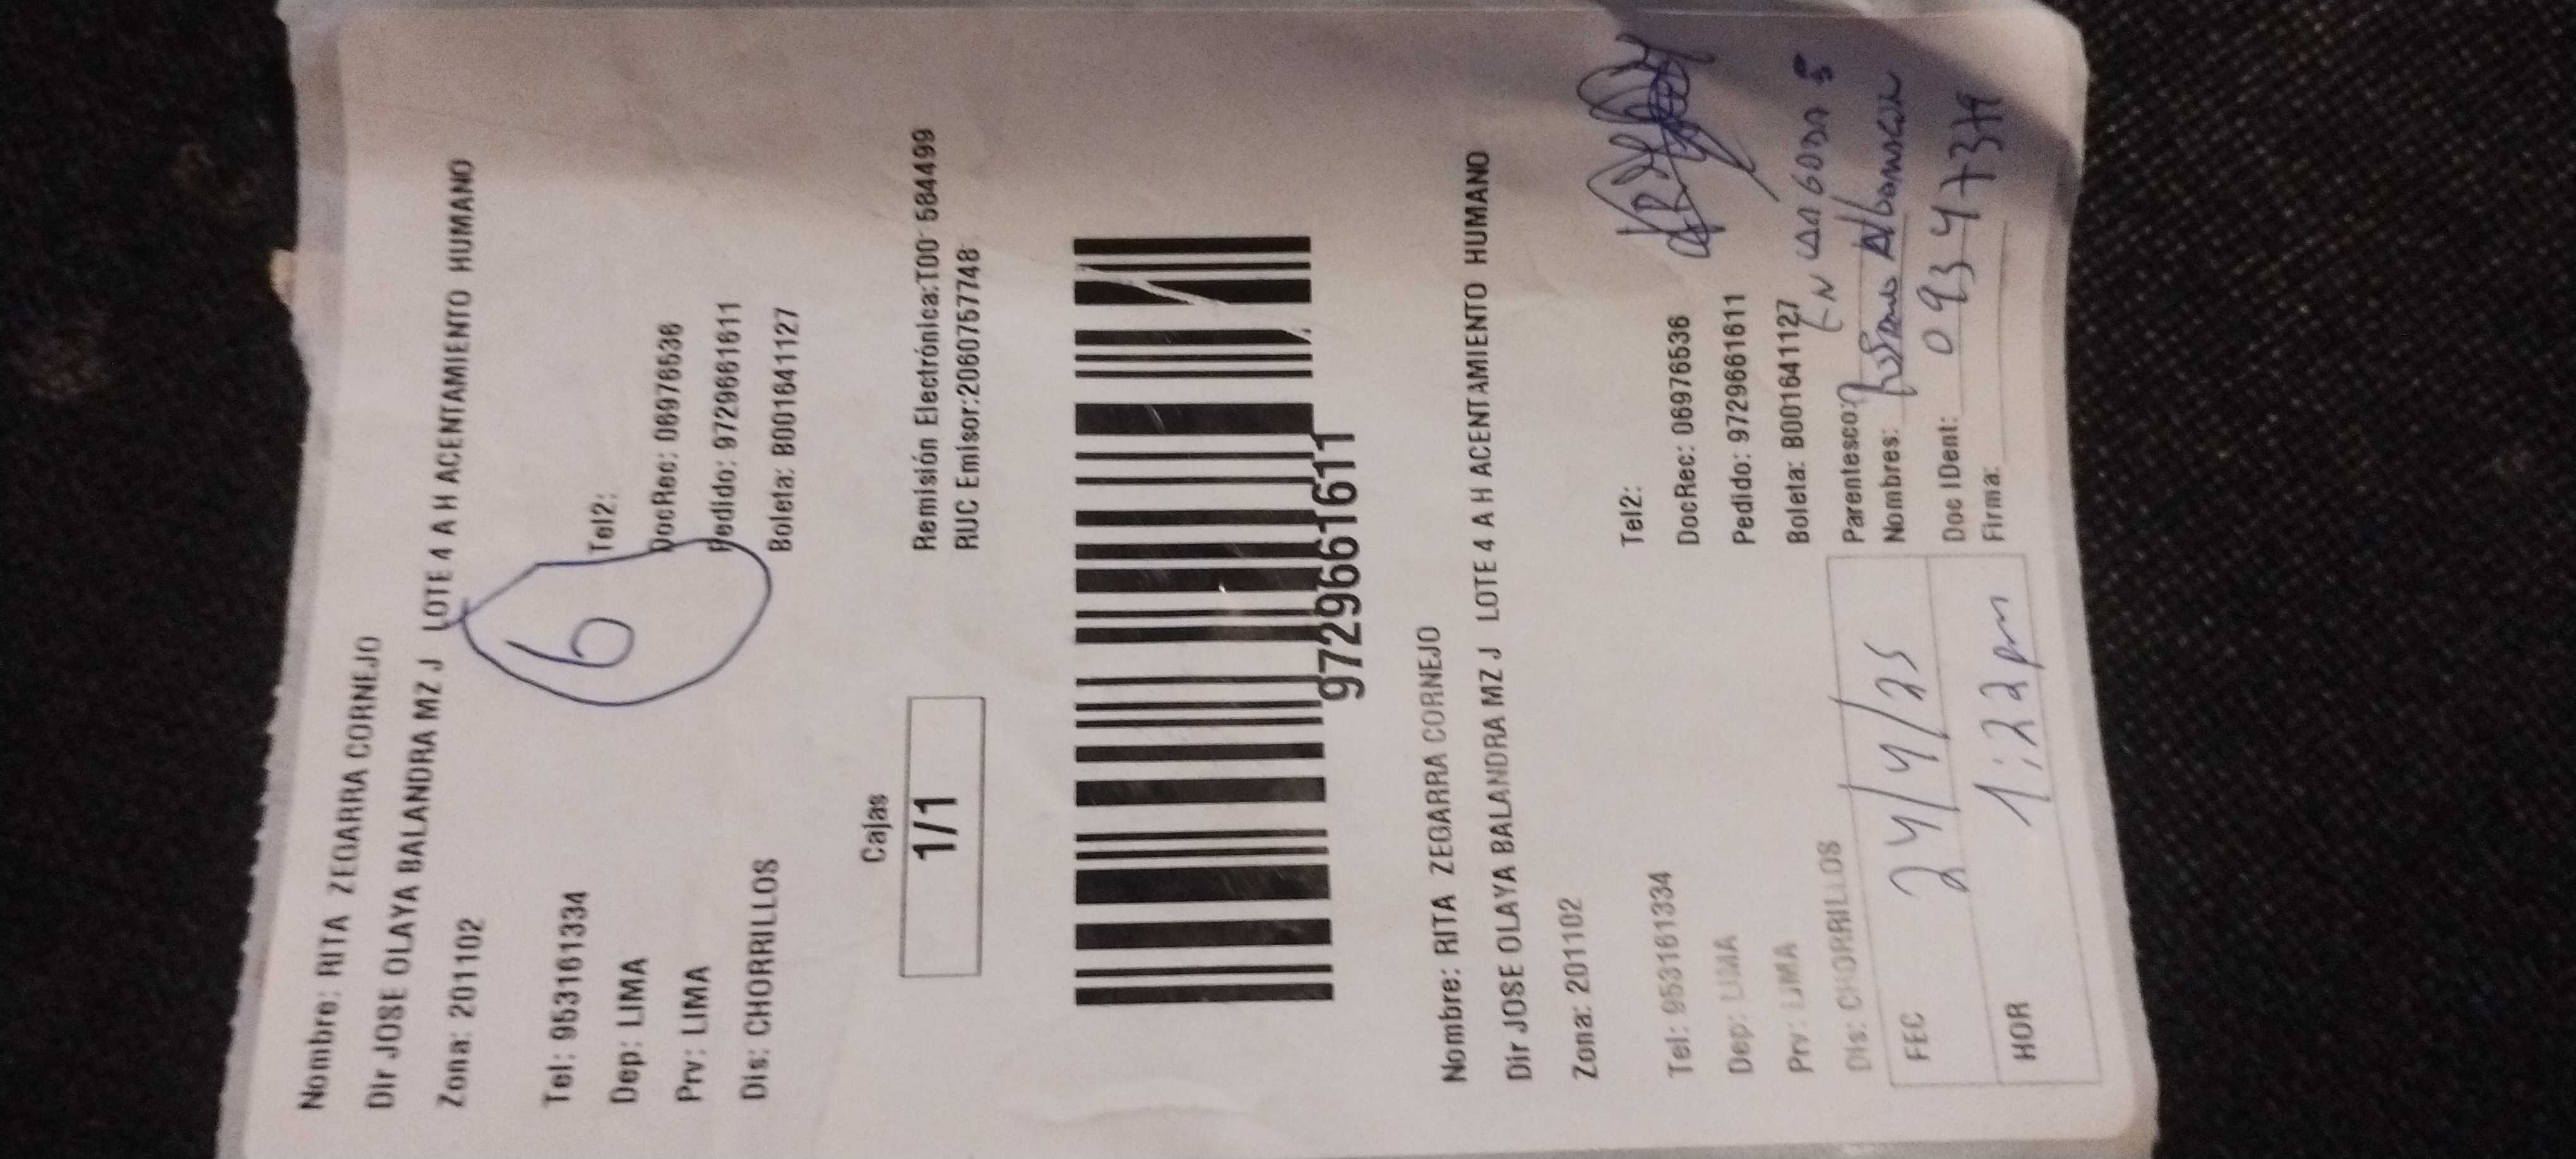 Nombre: RITA ZEGARRA CORNEJO
Dir JOSE OLAYA BALANDRA MZ J LOTE 4 A H ACENTAMIENTO HUMANO
Zona: 201102
6
Tel: 953161334 Tel2:
Dep: LIMA DocRec: 06976536
Prv: LIMA Pedido: 9729661611
Dis: CHORRILLOS Boleta: B001641127
Cajas
1/1
Remisión Electrónica:T00
RUC Emisor:20607577748
9729661611
Nombre: RITA ZEGARRA CORNEJO
Dir JOSE OLAYA BALANDRA MZ J LOTE 4 A H ACENTAMIENTO HUMANO
Zona: 201102
Tel: 953161334 Tel2:
Dep: LIMA DocRec: 06976536
Prv: LIMA Pedido: 9729661611
Dis: CHORRILLOS Boleta: B001641127
Parentesco:
FEC 24/4/25 Nombres:
Doc IDent:
HOR 1:22pm Firma: